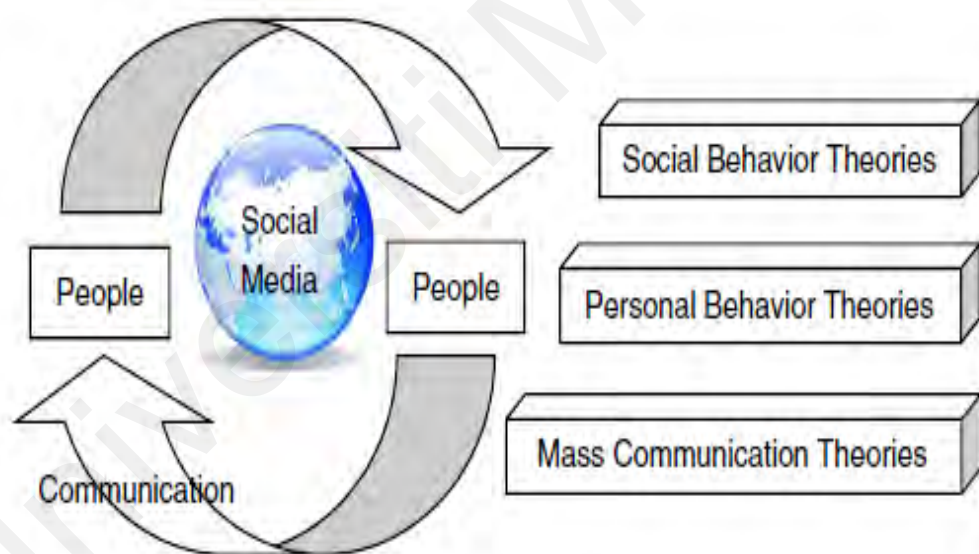 Social Behavior Theories
Social
Media
People
People
Personal Behavior Theories
Mass Communication Theories
Communication